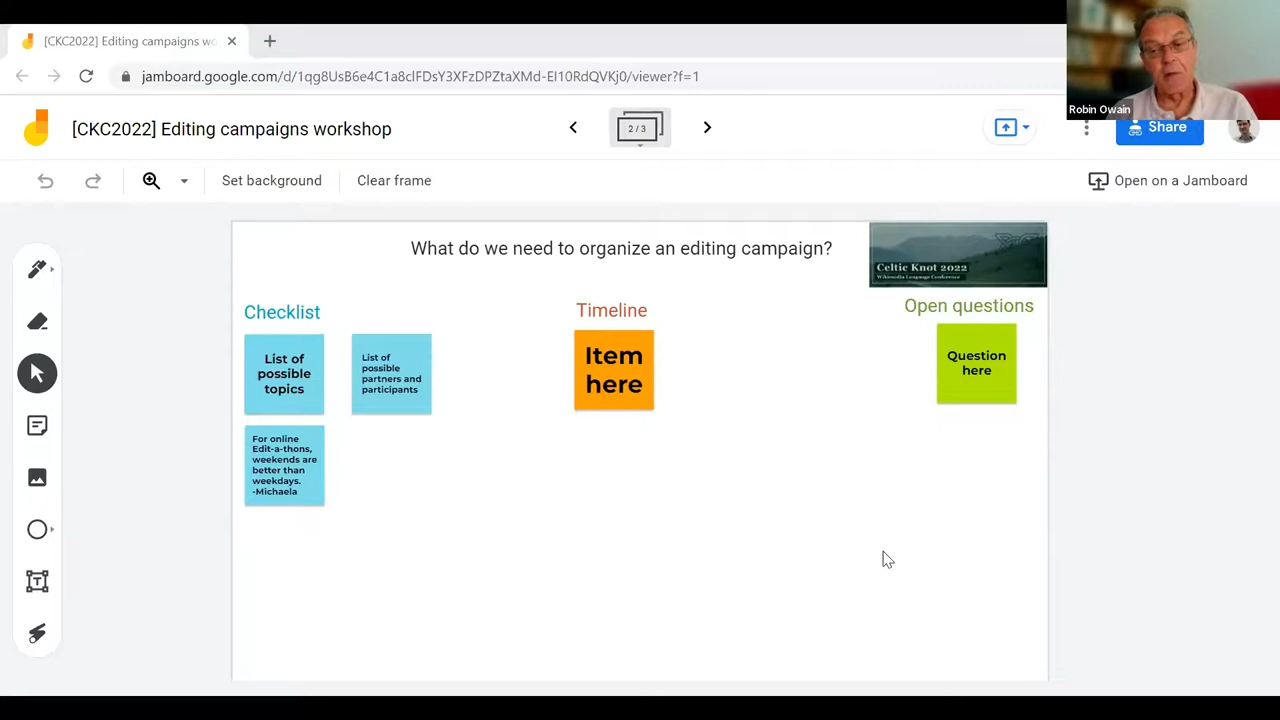 [CKC2022] Editing campaigns wo
jamboard.google.com/d/1qg8UsB6e4C1a8clFDsY3XFzDPZtaXMd-EI10RdQVKj0/viewer?f=1
Robin Owain
[CKC2022] Editing campaigns workshop
2 / 3
Share
Set background
Clear frame
Open on a Jamboard
What do we need to organize an editing campaign?
Celtic Knot 2022
Wikimedia Language Conference
Checklist
Timeline
Open questions
List of
possible
topics
List of
possible
partners and
participants
Item
here
Question
here
For online
Edit-a-thons,
weekends are
better than
weekdays.
-Michaela